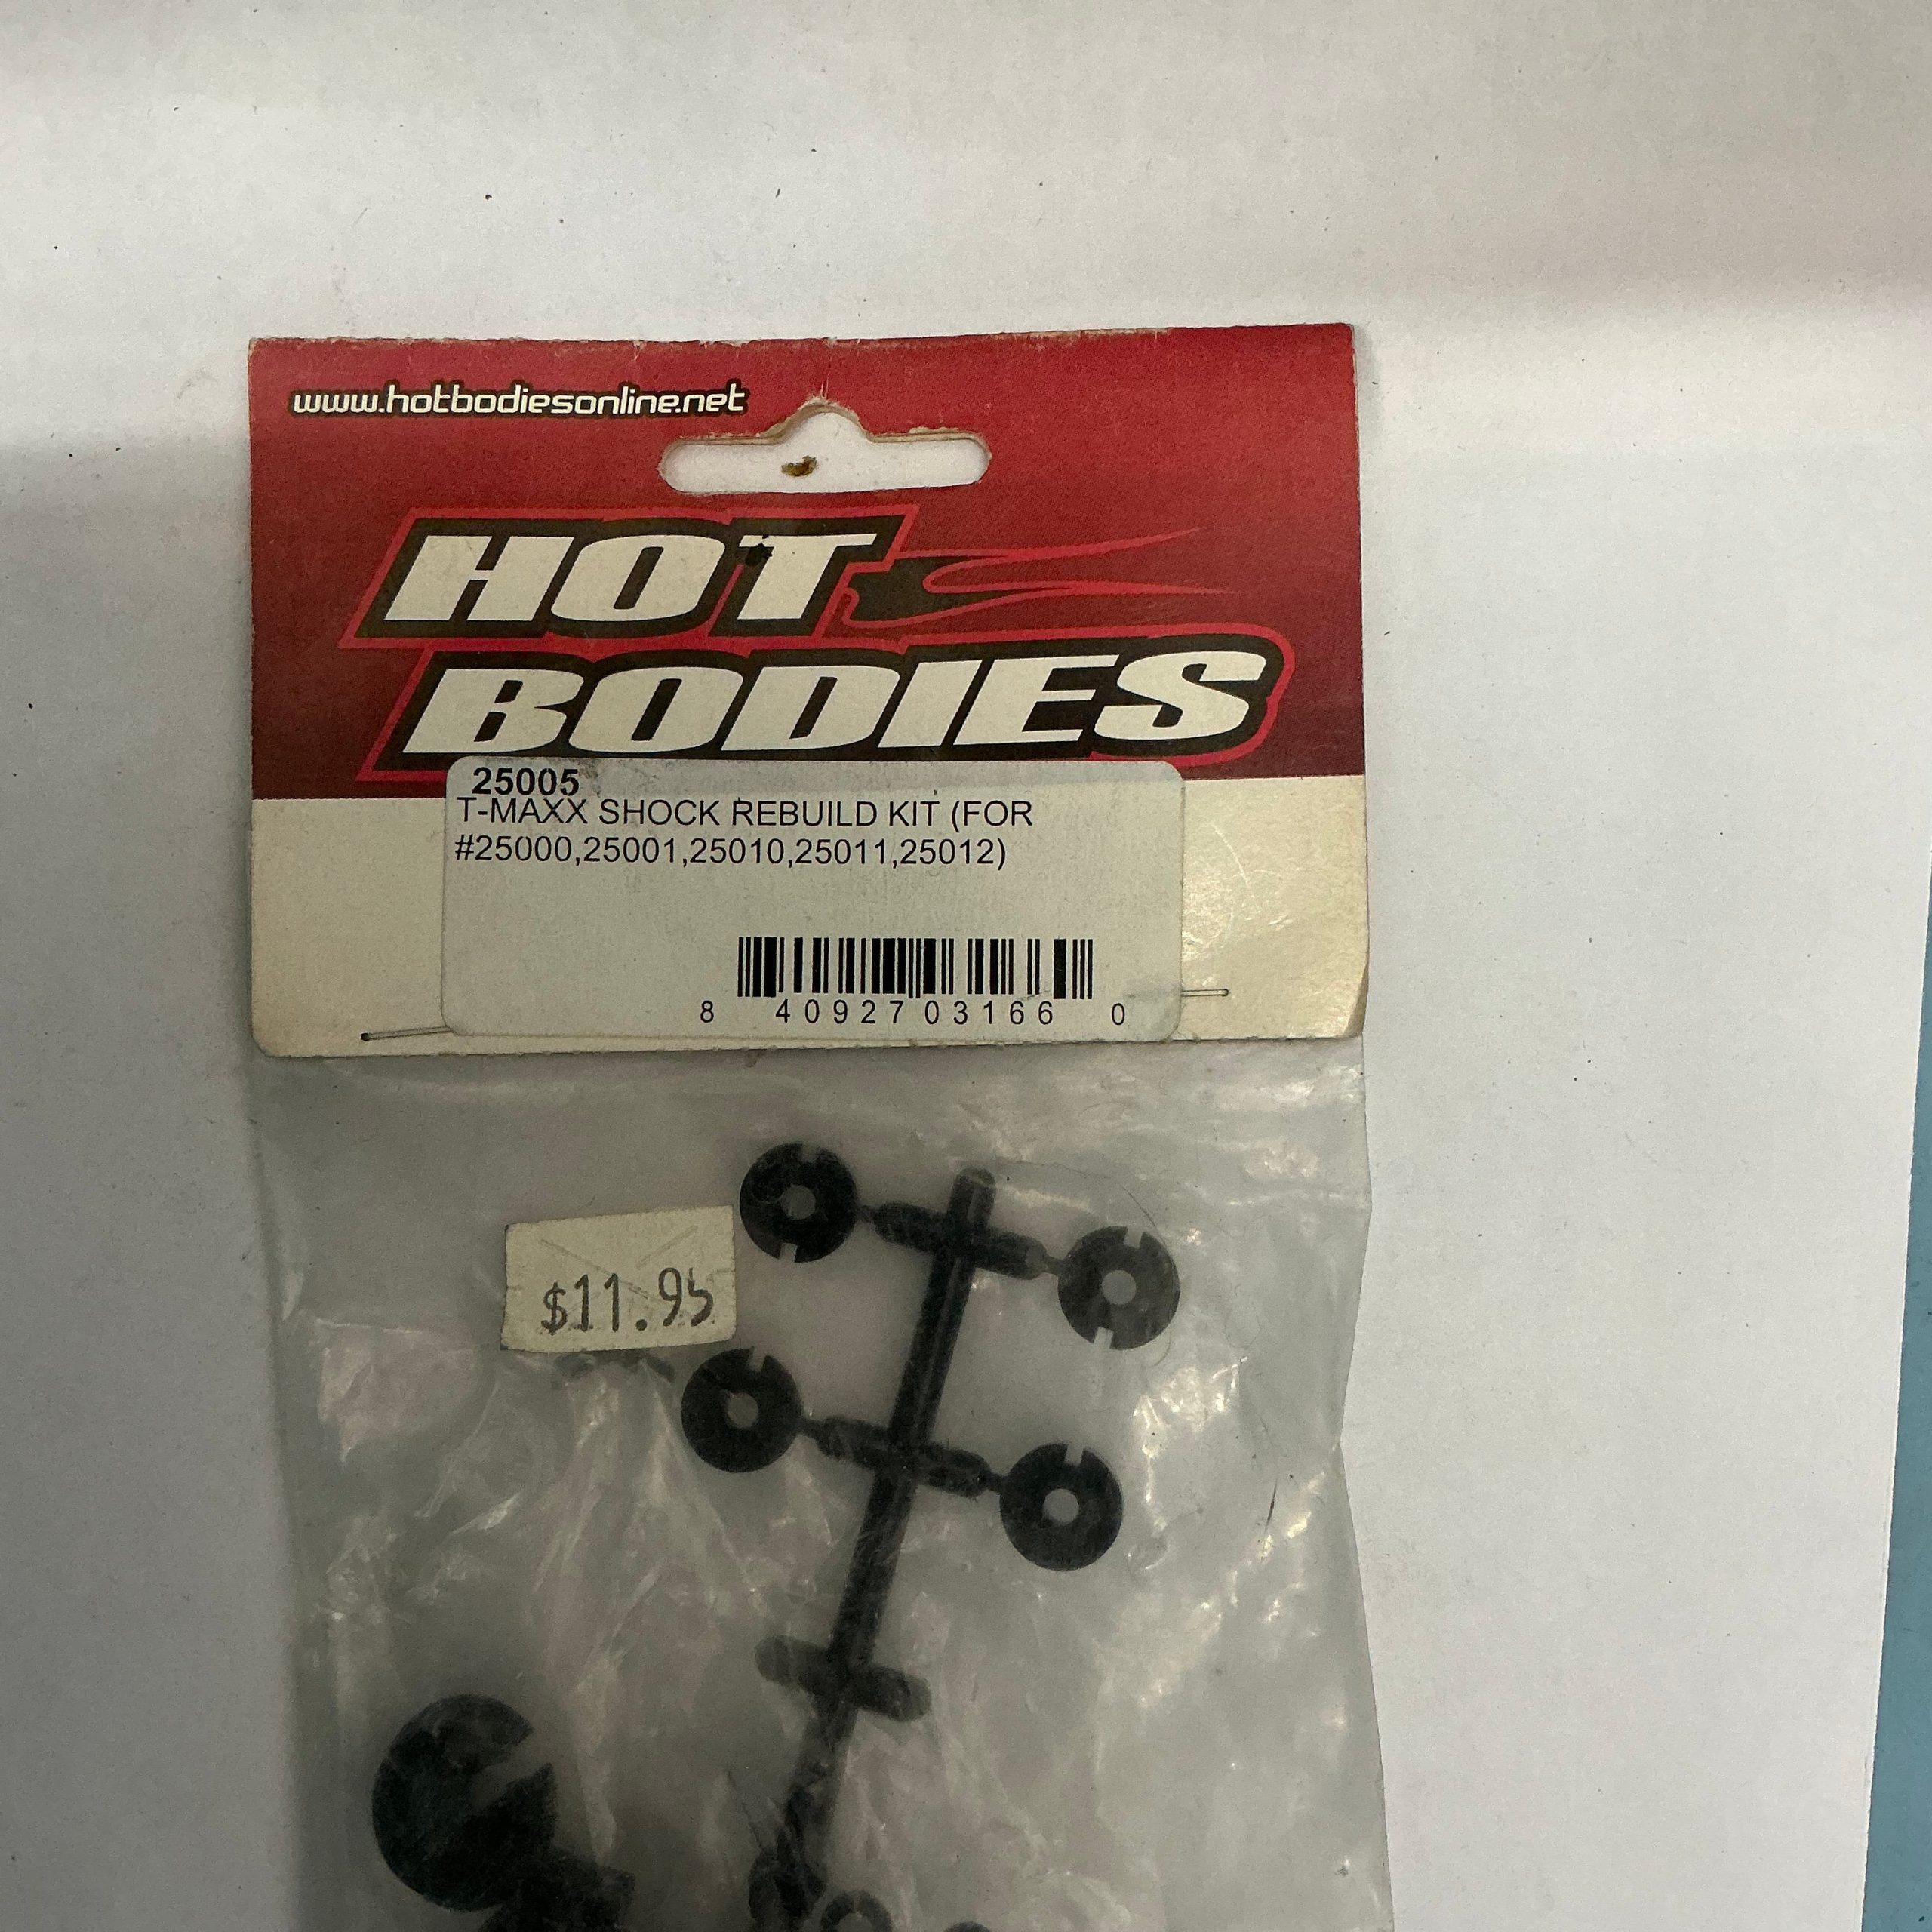 www.hotbodiesonline.net
HOT
BODIES
25005
T-MAXX SHOCK REBUILD KIT (FOR
#25000,25001,25010,25011,25012)
8 40927 03166 0
$11.95